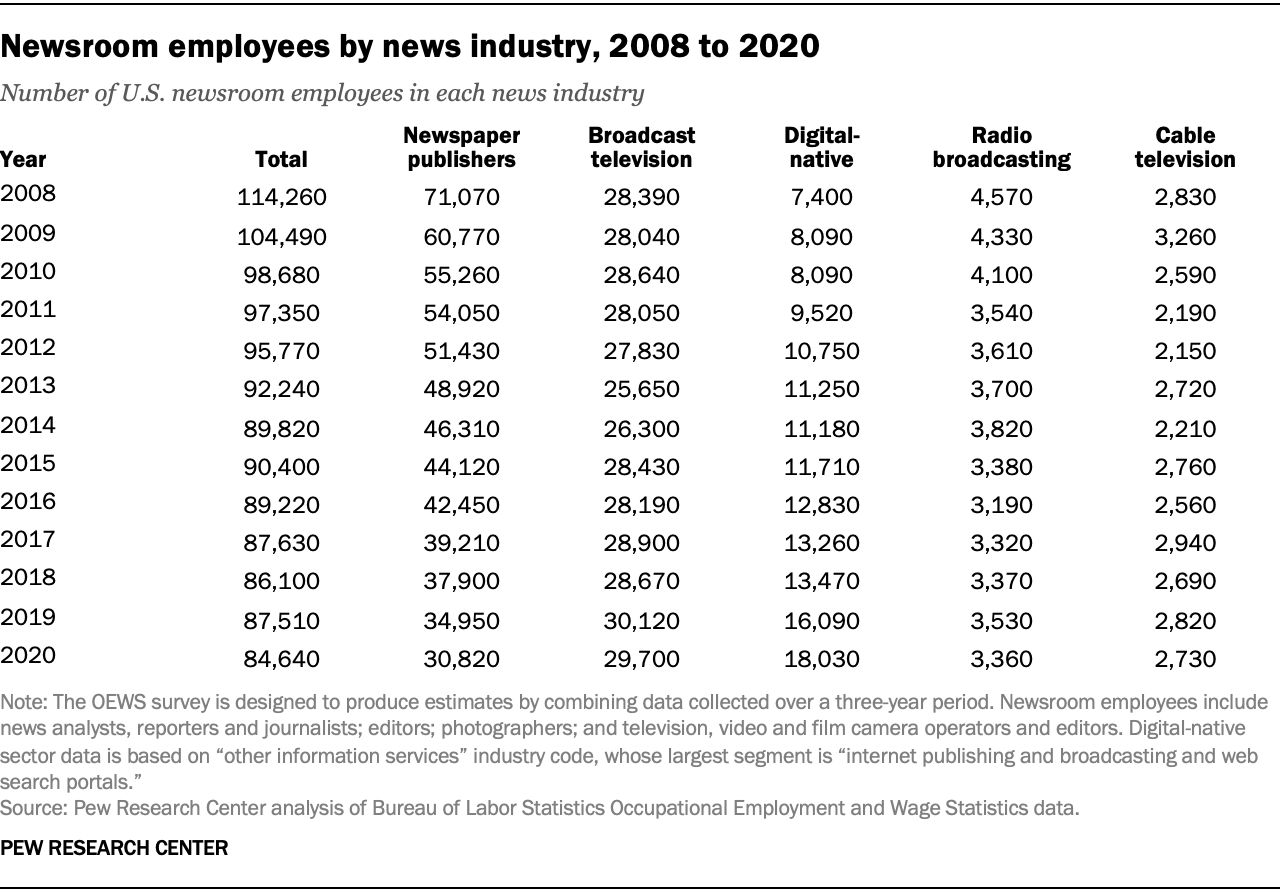 Newsroom employees by news industry, 2008 to 2020
Number of U.S. newsroom employees in each news industry
Year Total Newspaper publishers Broadcast television Digital-native Radio broadcasting Cable television
2008 114,260 71,070 28,390 7,400 4,570 2,830
2009 104,490 60,770 28,040 8,090 4,330 3,260
2010 98,680 55,260 28,640 8,090 4,100 2,590
2011 97,350 54,050 28,050 9,520 3,540 2,190
2012 95,770 51,430 27,830 10,750 3,610 2,150
2013 92,240 48,920 25,650 11,250 3,700 2,720
2014 89,820 46,310 26,300 11,180 3,820 2,210
2015 90,400 44,120 28,430 11,710 3,380 2,760
2016 89,220 42,450 28,190 12,830 3,190 2,560
2017 87,630 39,210 28,900 13,260 3,320 2,940
2018 86,100 37,900 28,670 13,470 3,370 2,690
2019 87,510 34,950 30,120 16,090 3,530 2,820
2020 84,640 30,820 29,700 18,030 3,360 2,730
Note: The OEWS survey is designed to produce estimates by combining data collected over a three-year period. Newsroom employees include
news analysts, reporters and journalists; editors; photographers; and television, video and film camera operators and editors. Digital-native
sector data is based on “other information services” industry code, whose largest segment is “internet publishing and broadcasting and web
search portals.”
Source: Pew Research Center analysis of Bureau of Labor Statistics Occupational Employment and Wage Statistics data.
PEW RESEARCH CENTER